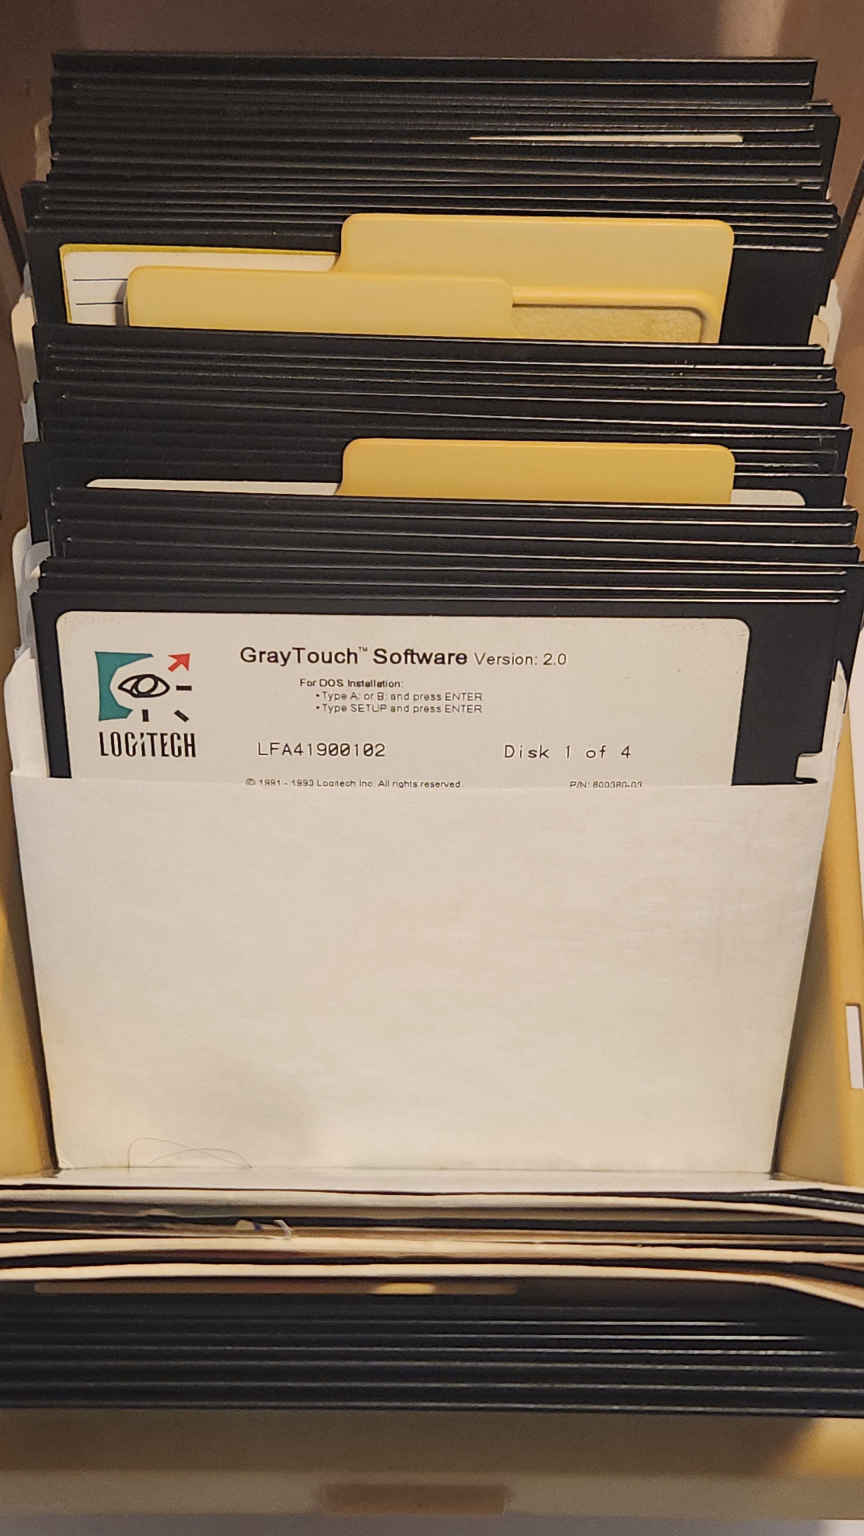 GrayTouch™ Software Version: 2.0
For DOS Installation:
• Type A: or B: and press ENTER
• Type SETUP and press ENTER
LOGITECH
LFA41900102 Disk 1 of 4
© 1991 - 1993 Logitech Inc. All rights reserved. P/N: 600380-03